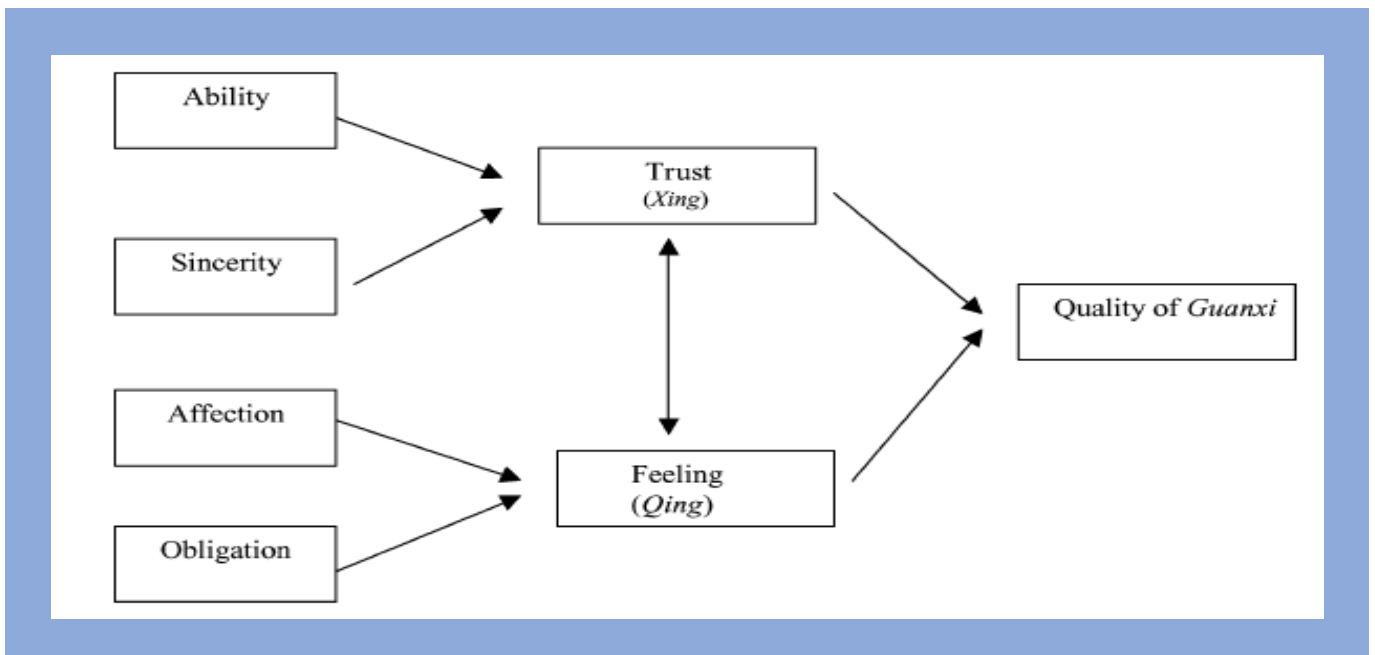 Ability
Trust
(Xing)
Sincerity
Quality of Guanxi
Affection
Feeling
(Qing)
Obligation